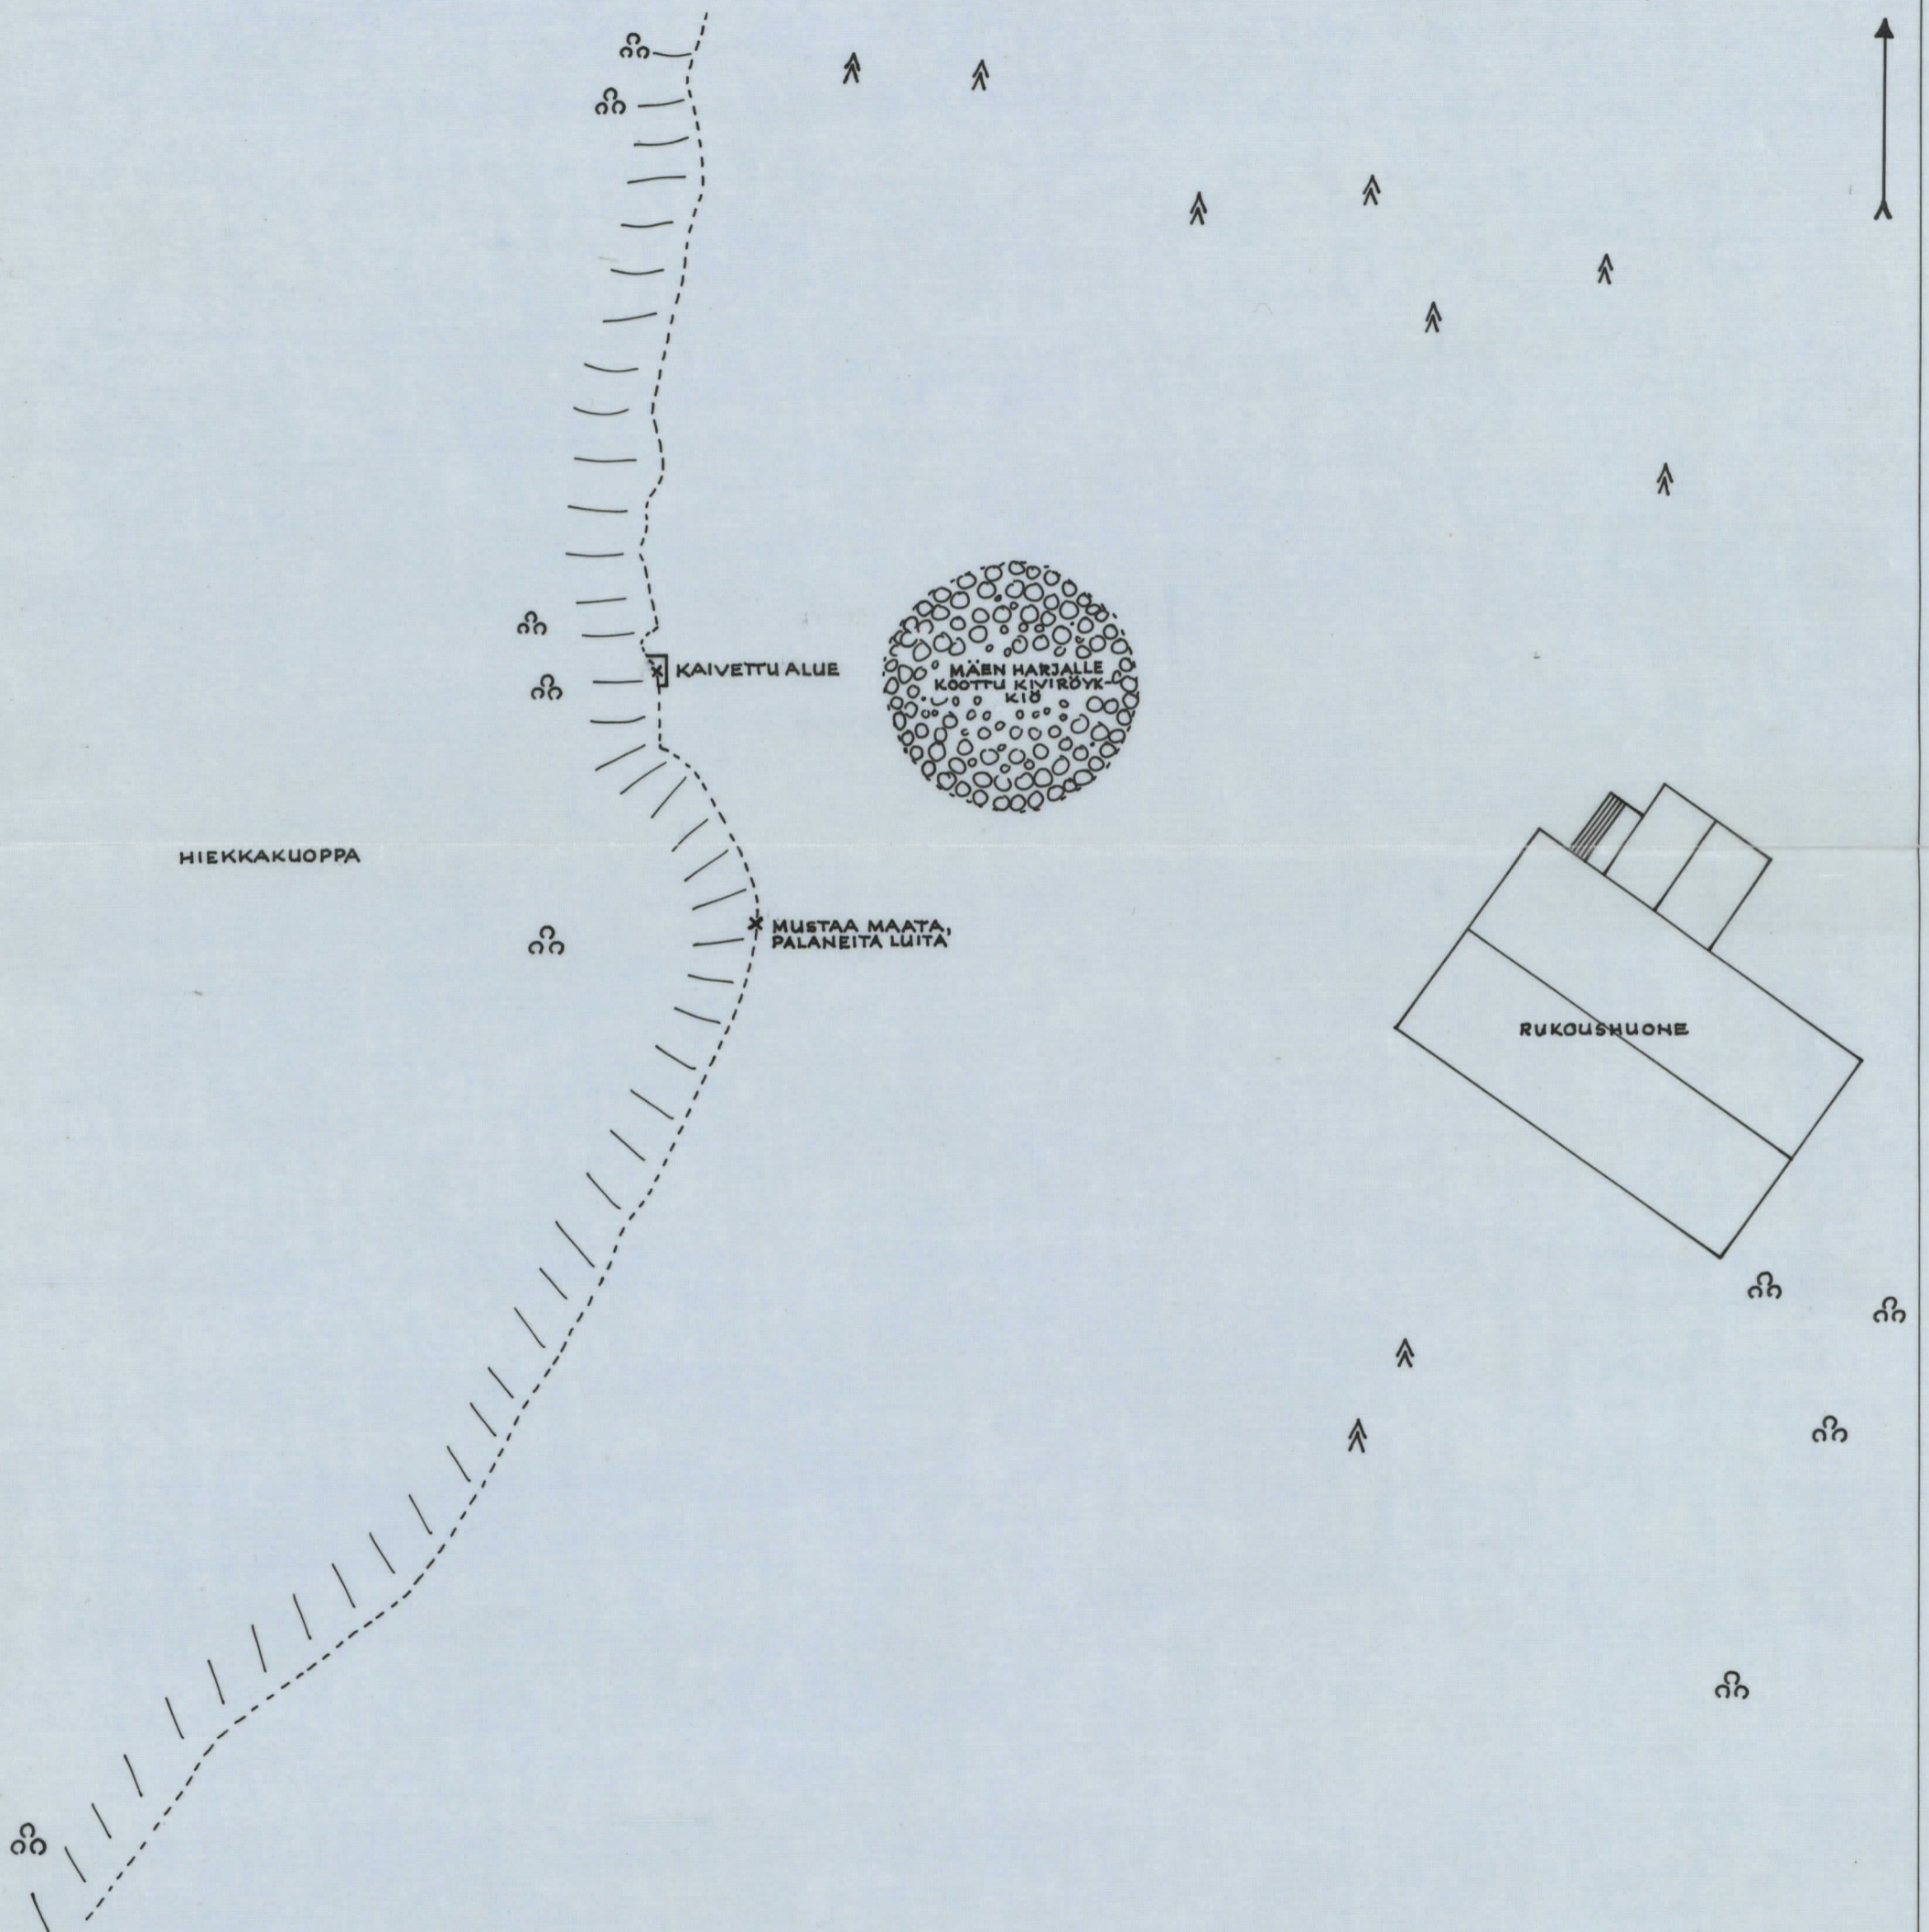 KAIVETTU ALUE
MÄEN HARJALLE
KOOTTU KIVIRÖYK-
KIÖ
HIEKKAKUOPPA
MUSTAA MAATA,
PALANEITA LUITA
RUKOUSHUONE